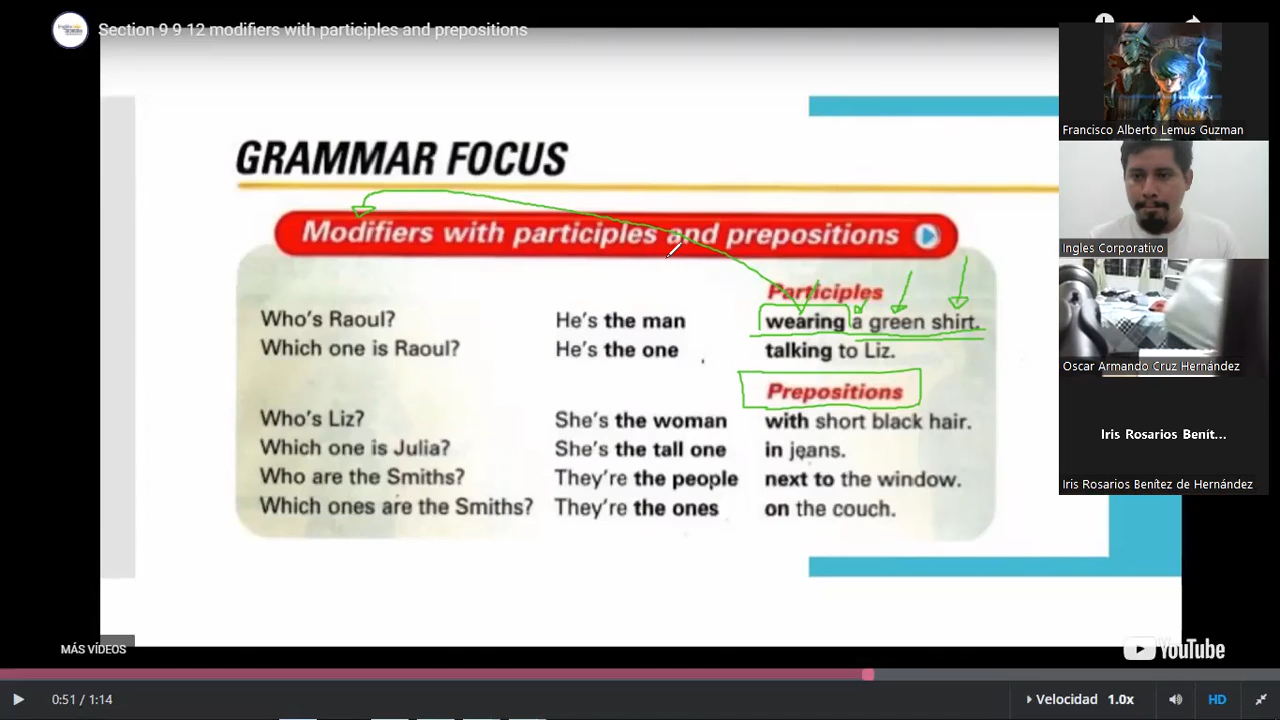 Section 9 9 12 modifiers with participles and prepositions
GRAMMAR FOCUS
Modifiers with participles and prepositions
Participles
Who's Raoul? He's the man wearing a green shirt.
Which one is Raoul? He's the one talking to Liz.
Prepositions
Who's Liz? She's the woman with short black hair.
Which one is Julia? She's the tall one in jeans.
Who are the Smiths? They're the people next to the window.
Which ones are the Smiths? They're the ones on the couch.
Francisco Alberto Lemus Guzman
Ingles Corporativo
Oscar Armando Cruz Hernández
Iris Rosarios Benít...
Iris Rosarios Benítez de Hernández
MÁS VÍDEOS
YouTube
0:51 / 1:14
Velocidad 1.0x
HD